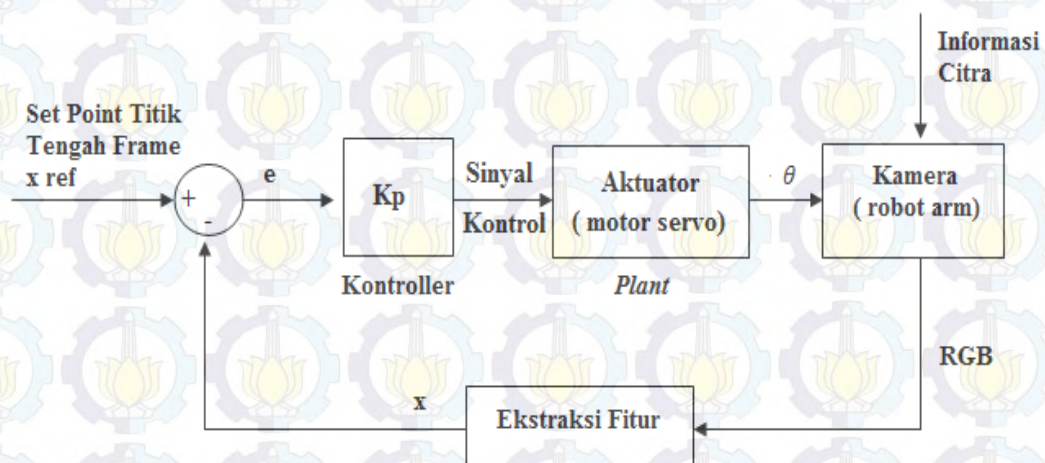 Informasi
Citra
Set Point Titik
Tengah Frame
x ref
+
-
e
Kp
Kontroller
Sinyal
Kontrol
Aktuator
( motor servo)
Plant
θ
Kamera
( robot arm)
RGB
Ekstraksi Fitur
x